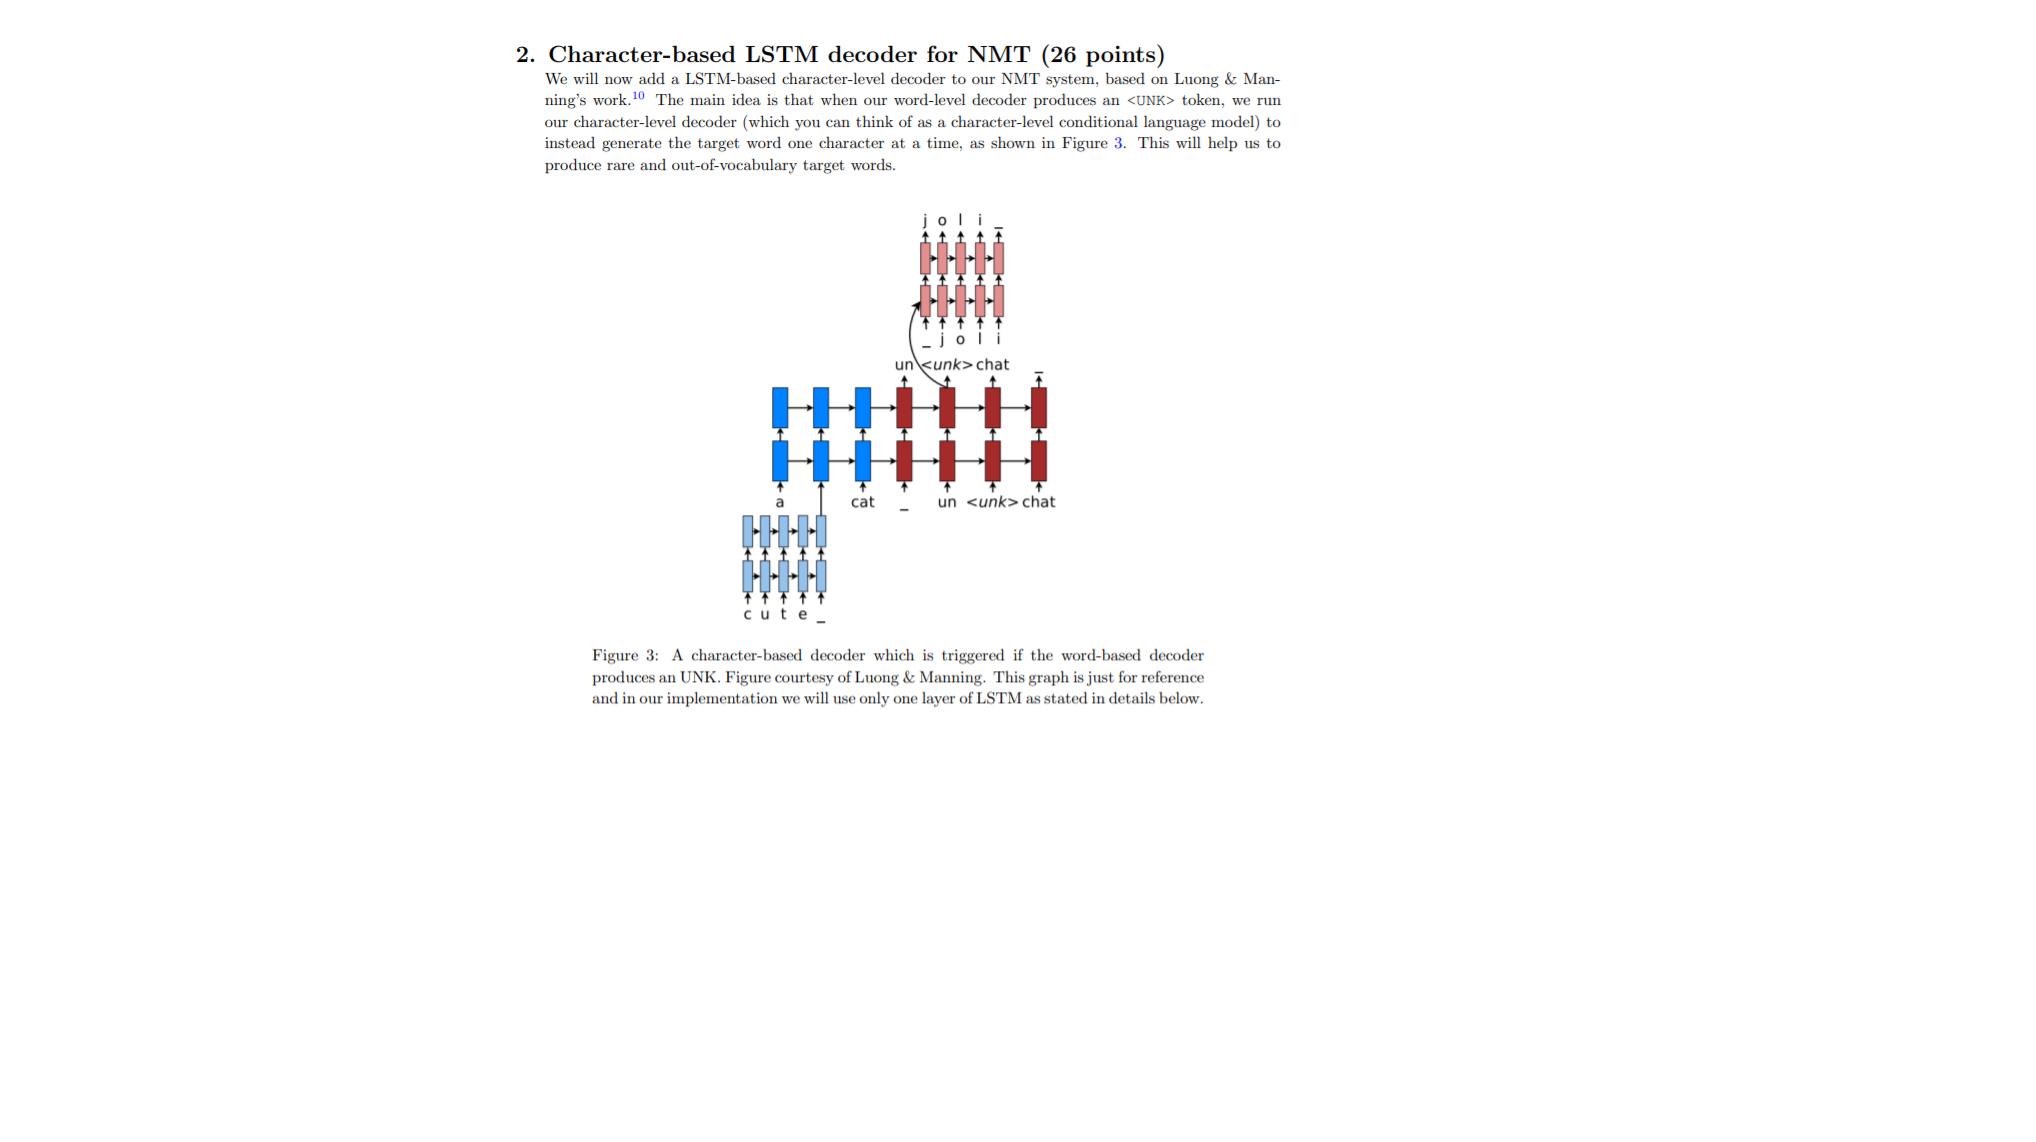 2. Character-based LSTM decoder for NMT (26 points)
We will now add a LSTM-based character-level decoder to our NMT system, based on Luong & Man-
ning's work.10 The main idea is that when our word-level decoder produces an <UNK> token, we run
our character-level decoder (which you can think of as a character-level conditional language model) to
instead generate the target word one character at a time, as shown in Figure 3. This will help us to
produce rare and out-of-vocabulary target words.
j o l i _
_ j o l i
un <unk> chat _
a cat _ un <unk> chat
c u t e _
Figure 3: A character-based decoder which is triggered if the word-based decoder
produces an UNK. Figure courtesy of Luong & Manning. This graph is just for reference
and in our implementation we will use only one layer of LSTM as stated in details below.